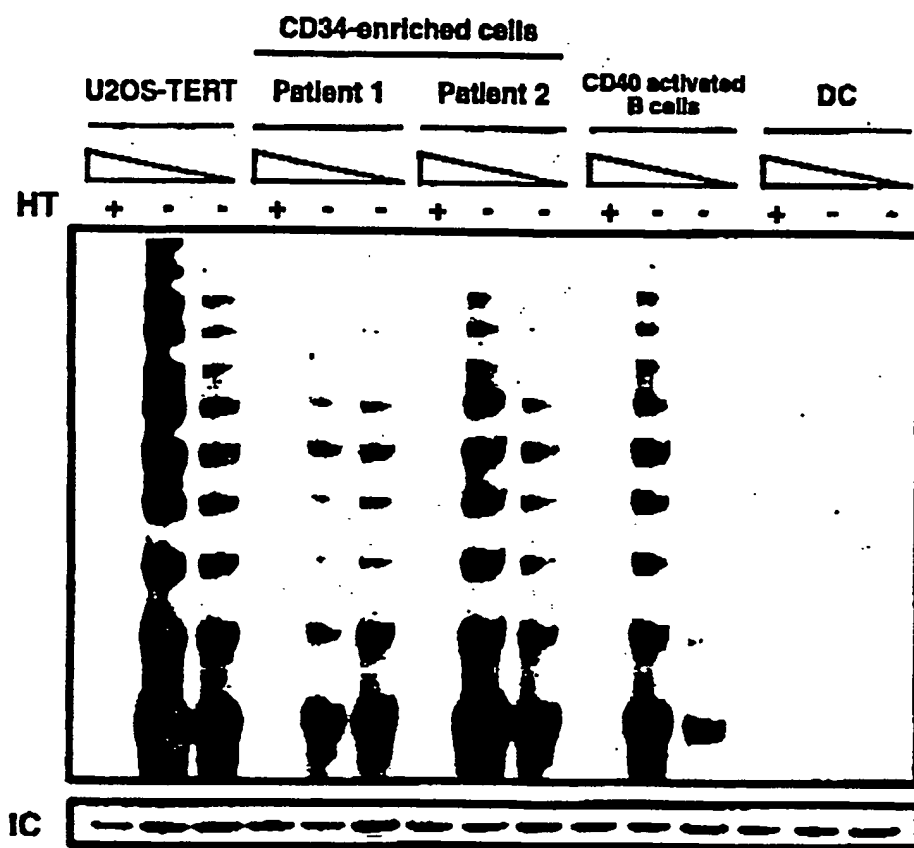 CD34-enriched cells
U2OS-TERT Patient 1 Patient 2 CD40 activated B cells DC
HT + - - + - - + - - + - - + - -
IC